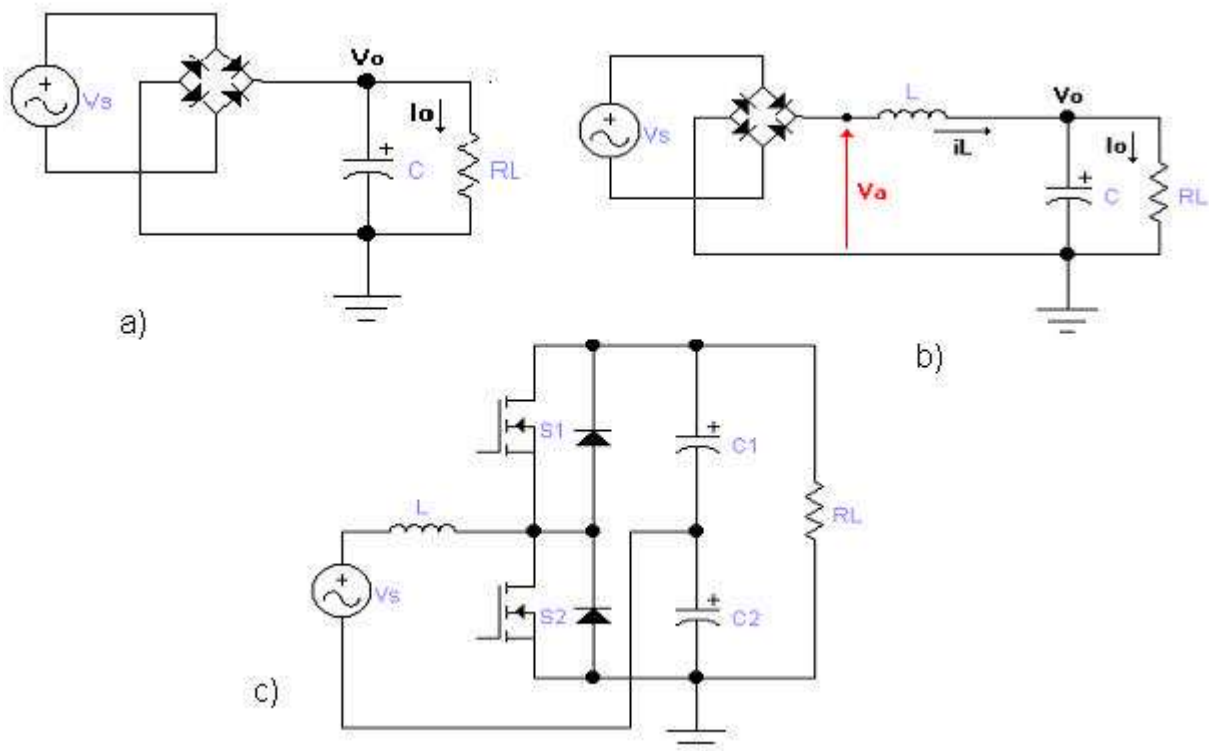 Vs
+
Vo
Io
+
C
RL
a)
Vs
+
Va
L
iL
Vo
Io
+
C
RL
b)
S1
+
C1
L
RL
Vs
+
S2
+
C2
c)